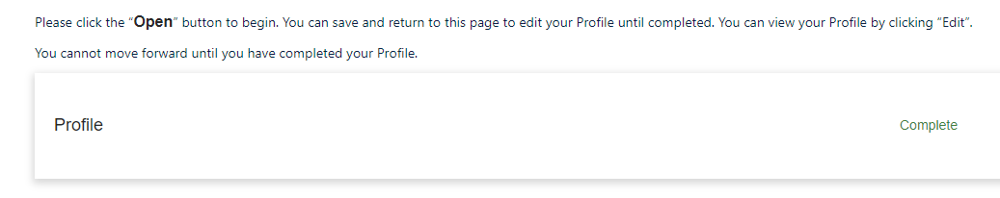 Please click the “Open” button to begin. You can save and return to this page to edit your Profile until completed. You can view your Profile by clicking “Edit”.
You cannot move forward until you have completed your Profile.
Profile
Complete